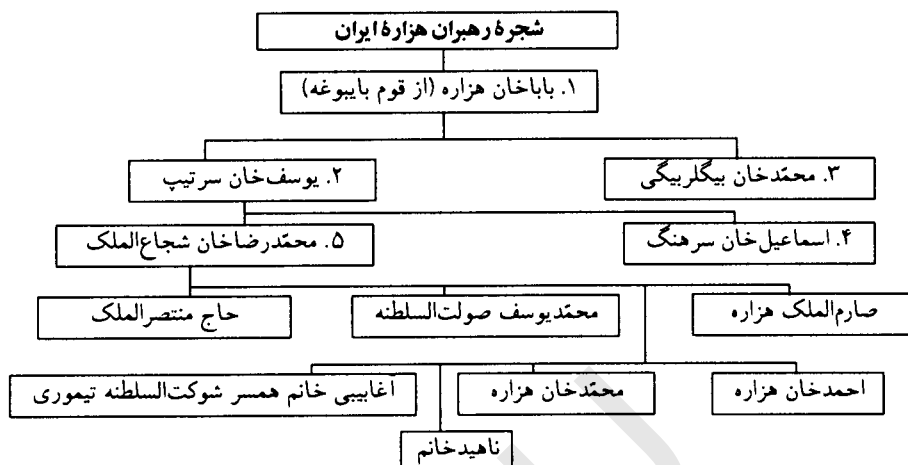 شجرهٔ رهبران هزارهٔ ایران
۱. باباخان هزاره (از قوم بایبوغه)
۳. محمّدخان بیگلربیگی
۲. یوسف‌خان سرتیپ
۴. اسماعیل‌خان سرهنگ
۵. محمّدرضاخان شجاع‌الملک
صارم‌الملک هزاره
محمّدیوسف صولت‌السلطنه
حاج منتصرالملک
احمدخان هزاره
محمّدخان هزاره
آغابیبی خانم همسر شوکت‌السلطنه تیموری
ناهیدخانم